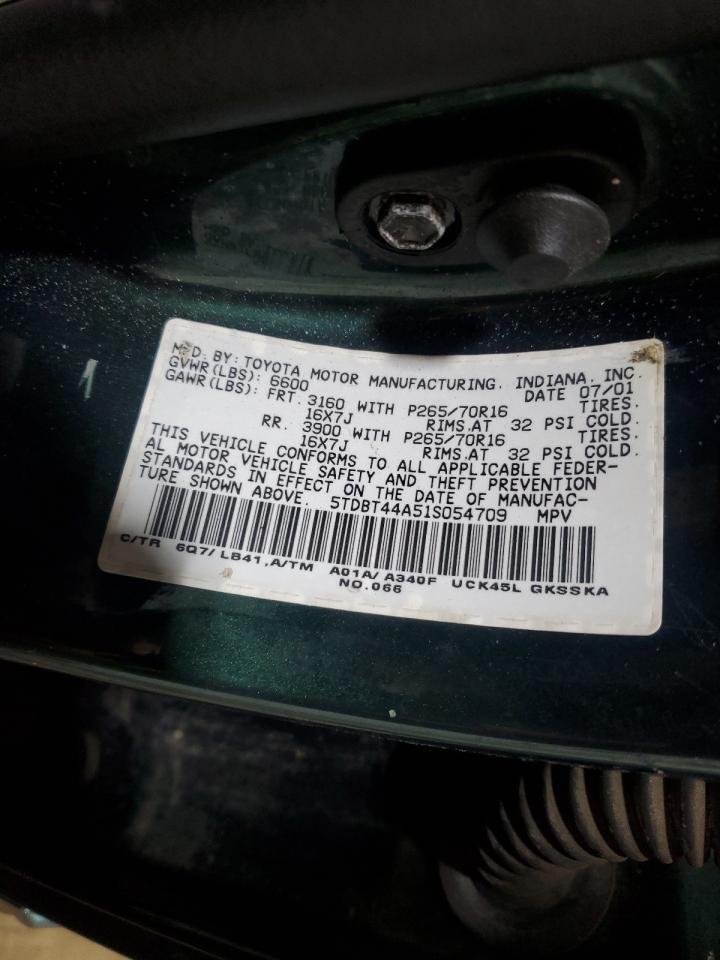 MFD. BY: TOYOTA MOTOR MANUFACTURING, INDIANA, INC.
GVWR(LBS): 6600 DATE 07/01
GAWR(LBS): FRT. 3160 WITH P265/70R16 TIRES.
16X7J RIMS.AT 32 PSI COLD.
RR. 3900 WITH P265/70R16 TIRES.
16X7J RIMS.AT 32 PSI COLD.
THIS VEHICLE CONFORMS TO ALL APPLICABLE FEDER-
AL MOTOR VEHICLE SAFETY AND THEFT PREVENTION
STANDARDS IN EFFECT ON THE DATE OF MANUFAC-
TURE SHOWN ABOVE. 5TDBT44A51S054709 MPV
C/TR 6Q7/ LB41,A/TM A01A/ A340F UCK45L GKSSKA
NO.066